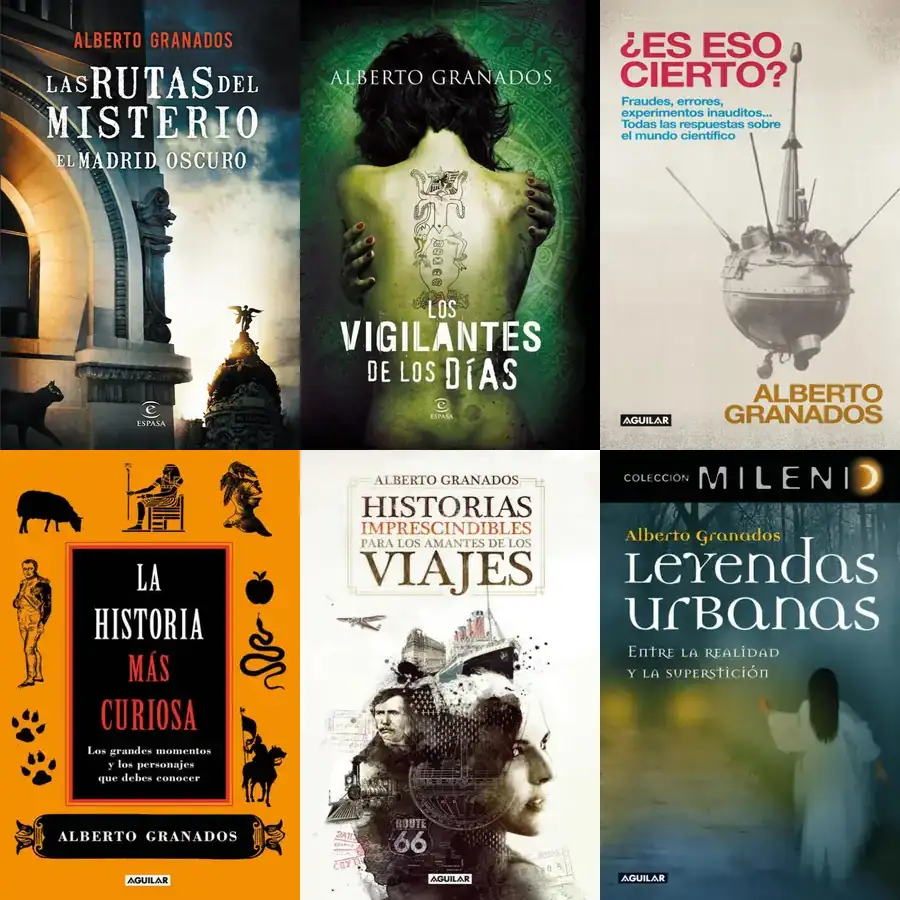 ALBERTO GRANADOS
LAS RUTAS DEL
MISTERIO
EL MADRID OSCURO
e
ESPASA
ALBERTO GRANADOS
LOS
VIGILANTES
DE LOS DÍAS
e
ESPASA
¿ES ESO
CIERTO?
Fraudes, errores,
experimentos inauditos...
Todas las respuestas sobre
el mundo científico
ALBERTO
GRANADOS
AGUILAR
LA
HISTORIA
MÁS
CURIOSA
Los grandes momentos
y los personajes
que debes conocer
ALBERTO GRANADOS
AGUILAR
ALBERTO GRANADOS
HISTORIAS
IMPRESCINDIBLES
PARA LOS AMANTES DE LOS
VIAJES
ROUTE
66
AGUILAR
COLECCIÓN MILENIO
Alberto Granados
Leyendas
urbanas
Entre la realidad
y la superstición
AGUILAR